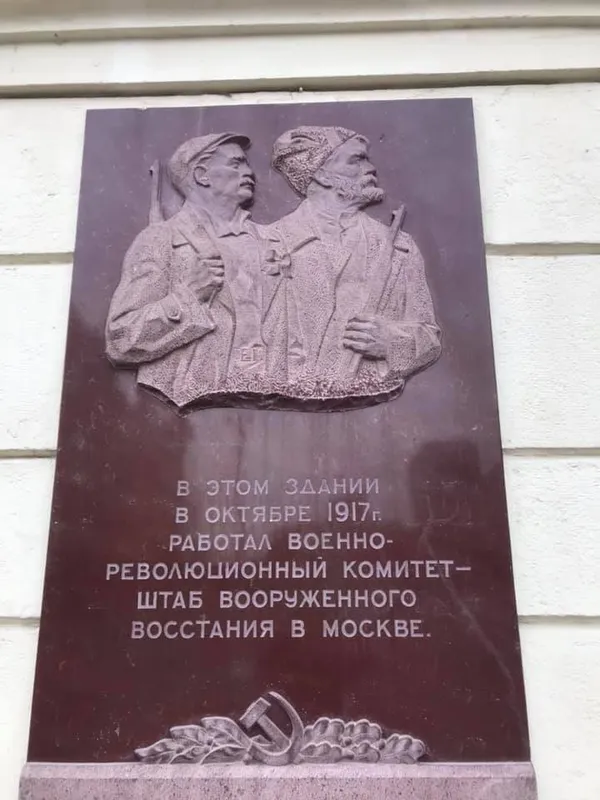 В ЭТОМ ЗДАНИИ
В ОКТЯБРЕ 1917г.
РАБОТАЛ ВОЕННО-
РЕВОЛЮЦИОННЫЙ КОМИТЕТ—
ШТАБ ВООРУЖЕННОГО
ВОССТАНИЯ В МОСКВЕ.